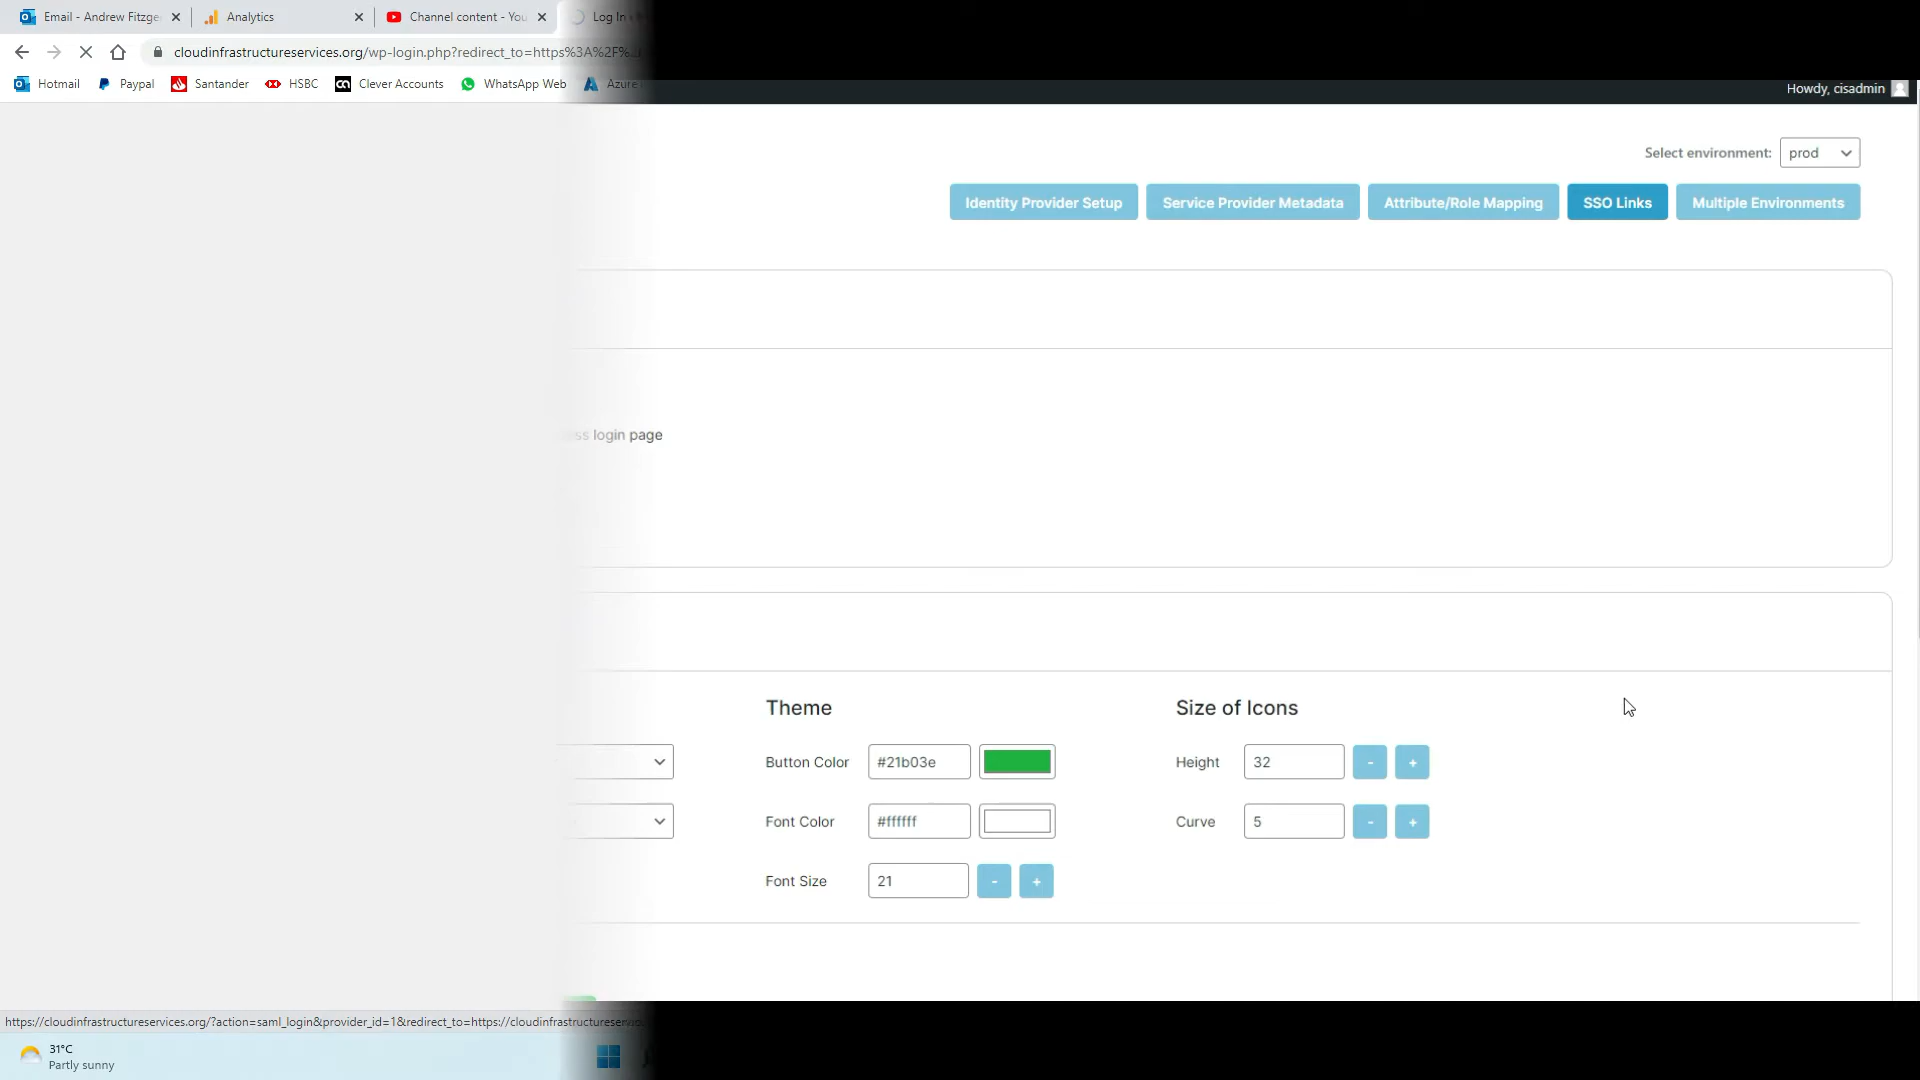 Email - Andrew Fitzge
Analytics
Channel content - You
Log In
cloudinfrastructureservices.org/wp-login.php?redirect_to=https%3A%2F%
Hotmail
Paypal
Santander
HSBC
Clever Accounts
WhatsApp Web
Azure
Howdy, cisadmin
Select environment: prod
Identity Provider Setup
Service Provider Metadata
Attribute/Role Mapping
SSO Links
Multiple Environments
login page
Theme
Size of Icons
Button Color #21b03e
Height 32 - +
Font Color #ffffff
Curve 5 - +
Font Size 21 - +
https://cloudinfrastructureservices.org/?action=saml_login&provider_id=1&redirect_to=https://cloudinfrastructureservic
31°C
Partly sunny